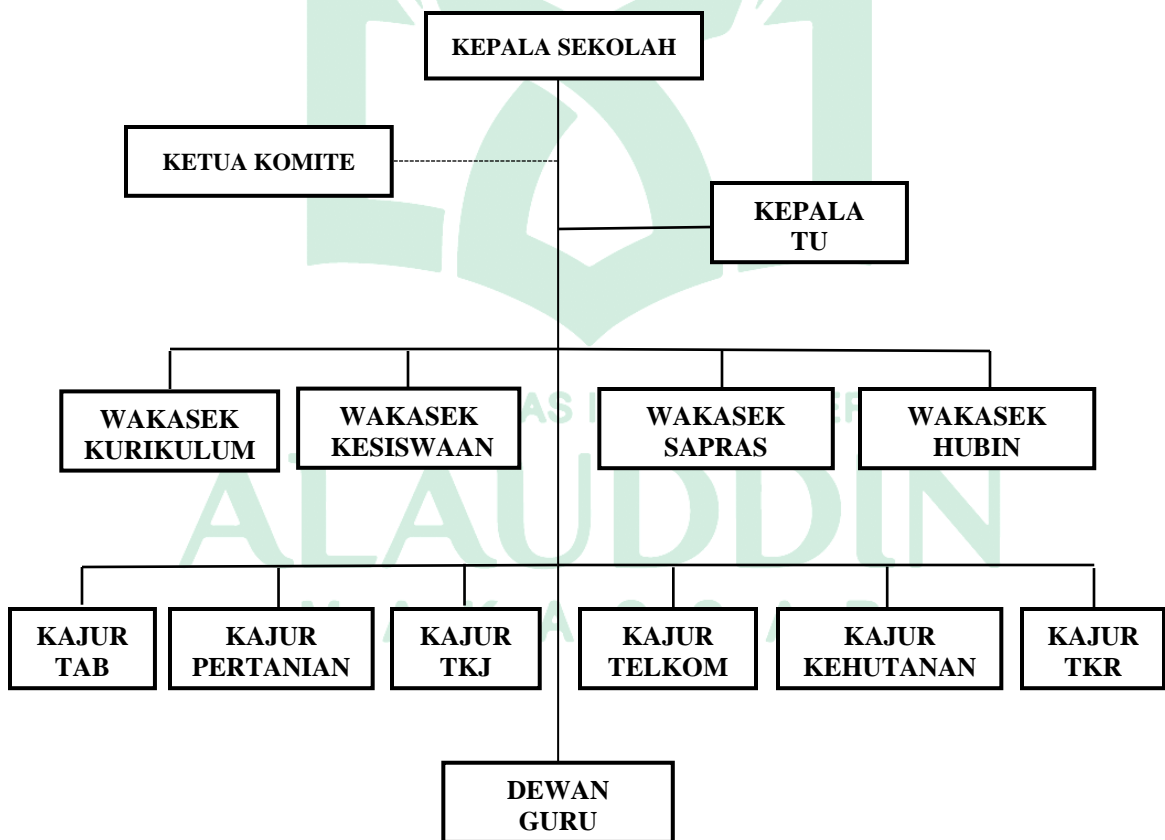 KEPALA SEKOLAH
KETUA KOMITE
KEPALA
TU
WAKASEK
KURIKULUM
WAKASEK
KESISWAAN
WAKASEK
SAPRAS
WAKASEK
HUBIN
ALAUDDIN
KAJUR
TAB
KAJUR
PERTANIAN
KAJUR
TKJ
KAJUR
TELKOM
KAJUR
KEHUTANAN
KAJUR
TKR
DEWAN
GURU